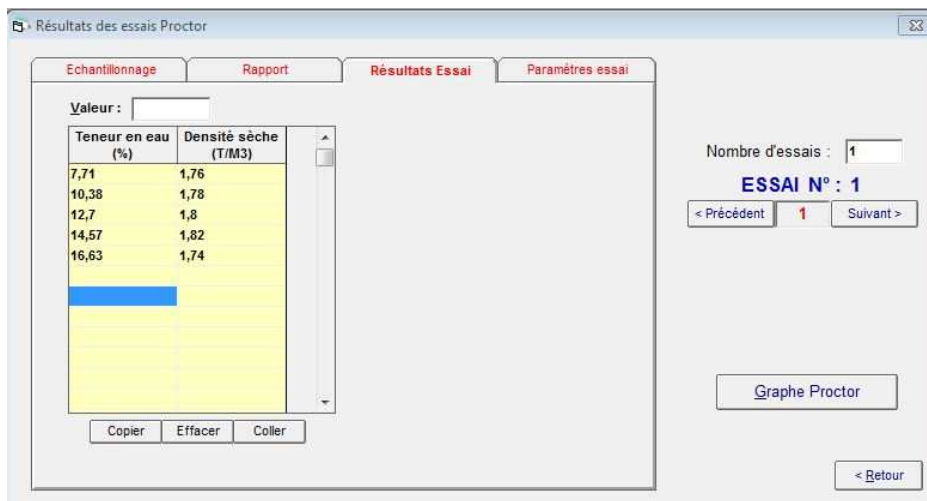 Résultats des essais Proctor
Echantillonnage Rapport Résultats Essai Paramétres essai
Valeur :
Teneur en eau (%) Densité sèche (T/M3)
7,71 1,76
10,38 1,78
12,7 1,8
14,57 1,82
16,63 1,74
Copier Effacer Coller
Nombre d'essais : 1
ESSAI N° : 1
< Précédent 1 Suivant >
Graphe Proctor
< Retour